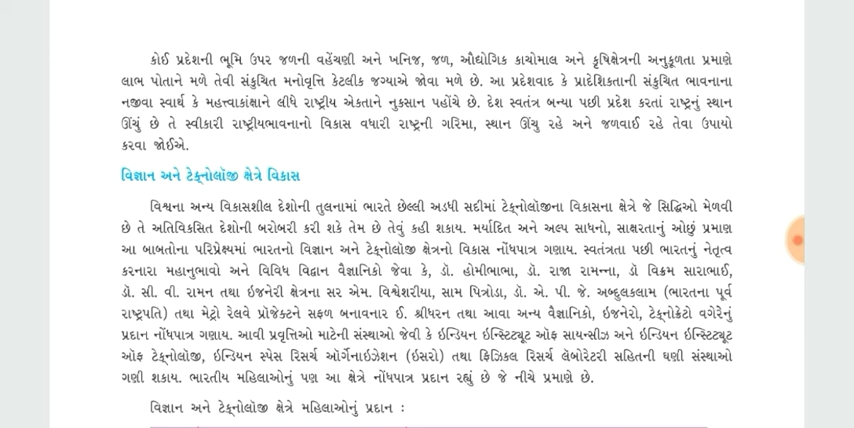 કોઈ પ્રદેશની ભૂમિ ઉપર જળની વહેંચણી અને ખનિજ, જળ, ઔદ્યોગિક કાચોમાલ અને કૃષિક્ષેત્રની અનુકૂળતા પ્રમાણે
લાભ પોતાને મળે તેવી સંકુચિત મનોવૃત્તિ કેટલીક જગ્યાએ જોવા મળે છે. આ પ્રદેશવાદ કે પ્રાદેશિકતાની સંકુચિત ભાવનાના
નજીવા સ્વાર્થ કે મહત્ત્વાકાંક્ષાને લીધે રાષ્ટ્રીય એકતાને નુકસાન પહોંચે છે. દેશ સ્વતંત્ર બન્યા પછી પ્રદેશ કરતાં રાષ્ટ્રનું સ્થાન
ઊંચું છે તે સ્વીકારી રાષ્ટ્રીયભાવનાનો વિકાસ વધારી રાષ્ટ્રની ગરિમા, સ્થાન ઊંચુ રહે અને જળવાઈ રહે તેવા ઉપાયો
કરવા જોઈએ.
વિજ્ઞાન અને ટેક્નોલૉજી ક્ષેત્રે વિકાસ
વિશ્વના અન્ય વિકાસશીલ દેશોની તુલનામાં ભારતે છેલ્લી અડધી સદીમાં ટેક્નોલૉજીના વિકાસના ક્ષેત્રે જે સિદ્ધિઓ મેળવી
છે તે અતિવિકસિત દેશોની બરોબરી કરી શકે તેમ છે તેવું કહી શકાય. મર્યાદિત અને અલ્પ સાધનો, સાક્ષરતાનું ઓછું પ્રમાણ
આ બાબતોના પરિપ્રેક્ષ્યમાં ભારતનો વિજ્ઞાન અને ટેક્નોલૉજી ક્ષેત્રનો વિકાસ નોંધપાત્ર ગણાય. સ્વતંત્રતા પછી ભારતનું નેતૃત્વ
કરનારા મહાનુભાવો અને વિવિધ વિદ્વાન વૈજ્ઞાનિકો જેવા કે, ડૉ. હોમીભાભા, ડૉ. રાજા રામન્ના, ડૉ વિક્રમ સારાભાઈ,
ડૉ. સી. વી. રામન તથા ઇજનેરી ક્ષેત્રના સર એમ. વિશ્વેશરીયા, સામ પિત્રોડા, ડૉ. એ. પી. જે. અબ્દુલકલામ (ભારતના પૂર્વ
રાષ્ટ્રપતિ) તથા મેટ્રો રેલવે પ્રૉજેક્ટને સફળ બનાવનાર ઈ. શ્રીધરન તથા આવા અન્ય વૈજ્ઞાનિકો, ઇજનેરો, ટેક્નોક્રેટો વગેરેનું
પ્રદાન નોંધપાત્ર ગણાય. આવી પ્રવૃત્તિઓ માટેની સંસ્થાઓ જેવી કે ઇન્ડિયન ઇન્સ્ટિટ્યૂટ ઑફ સાયન્સીઝ અને ઇન્ડિયન ઇન્સ્ટિટ્યૂટ
ઑફ ટેક્નોલૉજી, ઇન્ડિયન સ્પેસ રિસર્ચ ઑર્ગેનાઇઝેશન (ઇસરો) તથા ફિઝિકલ રિસર્ચ લૅબોરેટરી સહિતની ઘણી સંસ્થાઓ
ગણી શકાય. ભારતીય મહિલાઓનું પણ આ ક્ષેત્રે નોંધપાત્ર પ્રદાન રહ્યું છે જે નીચે પ્રમાણે છે.
વિજ્ઞાન અને ટેક્નોલૉજી ક્ષેત્રે મહિલાઓનું પ્રદાન :